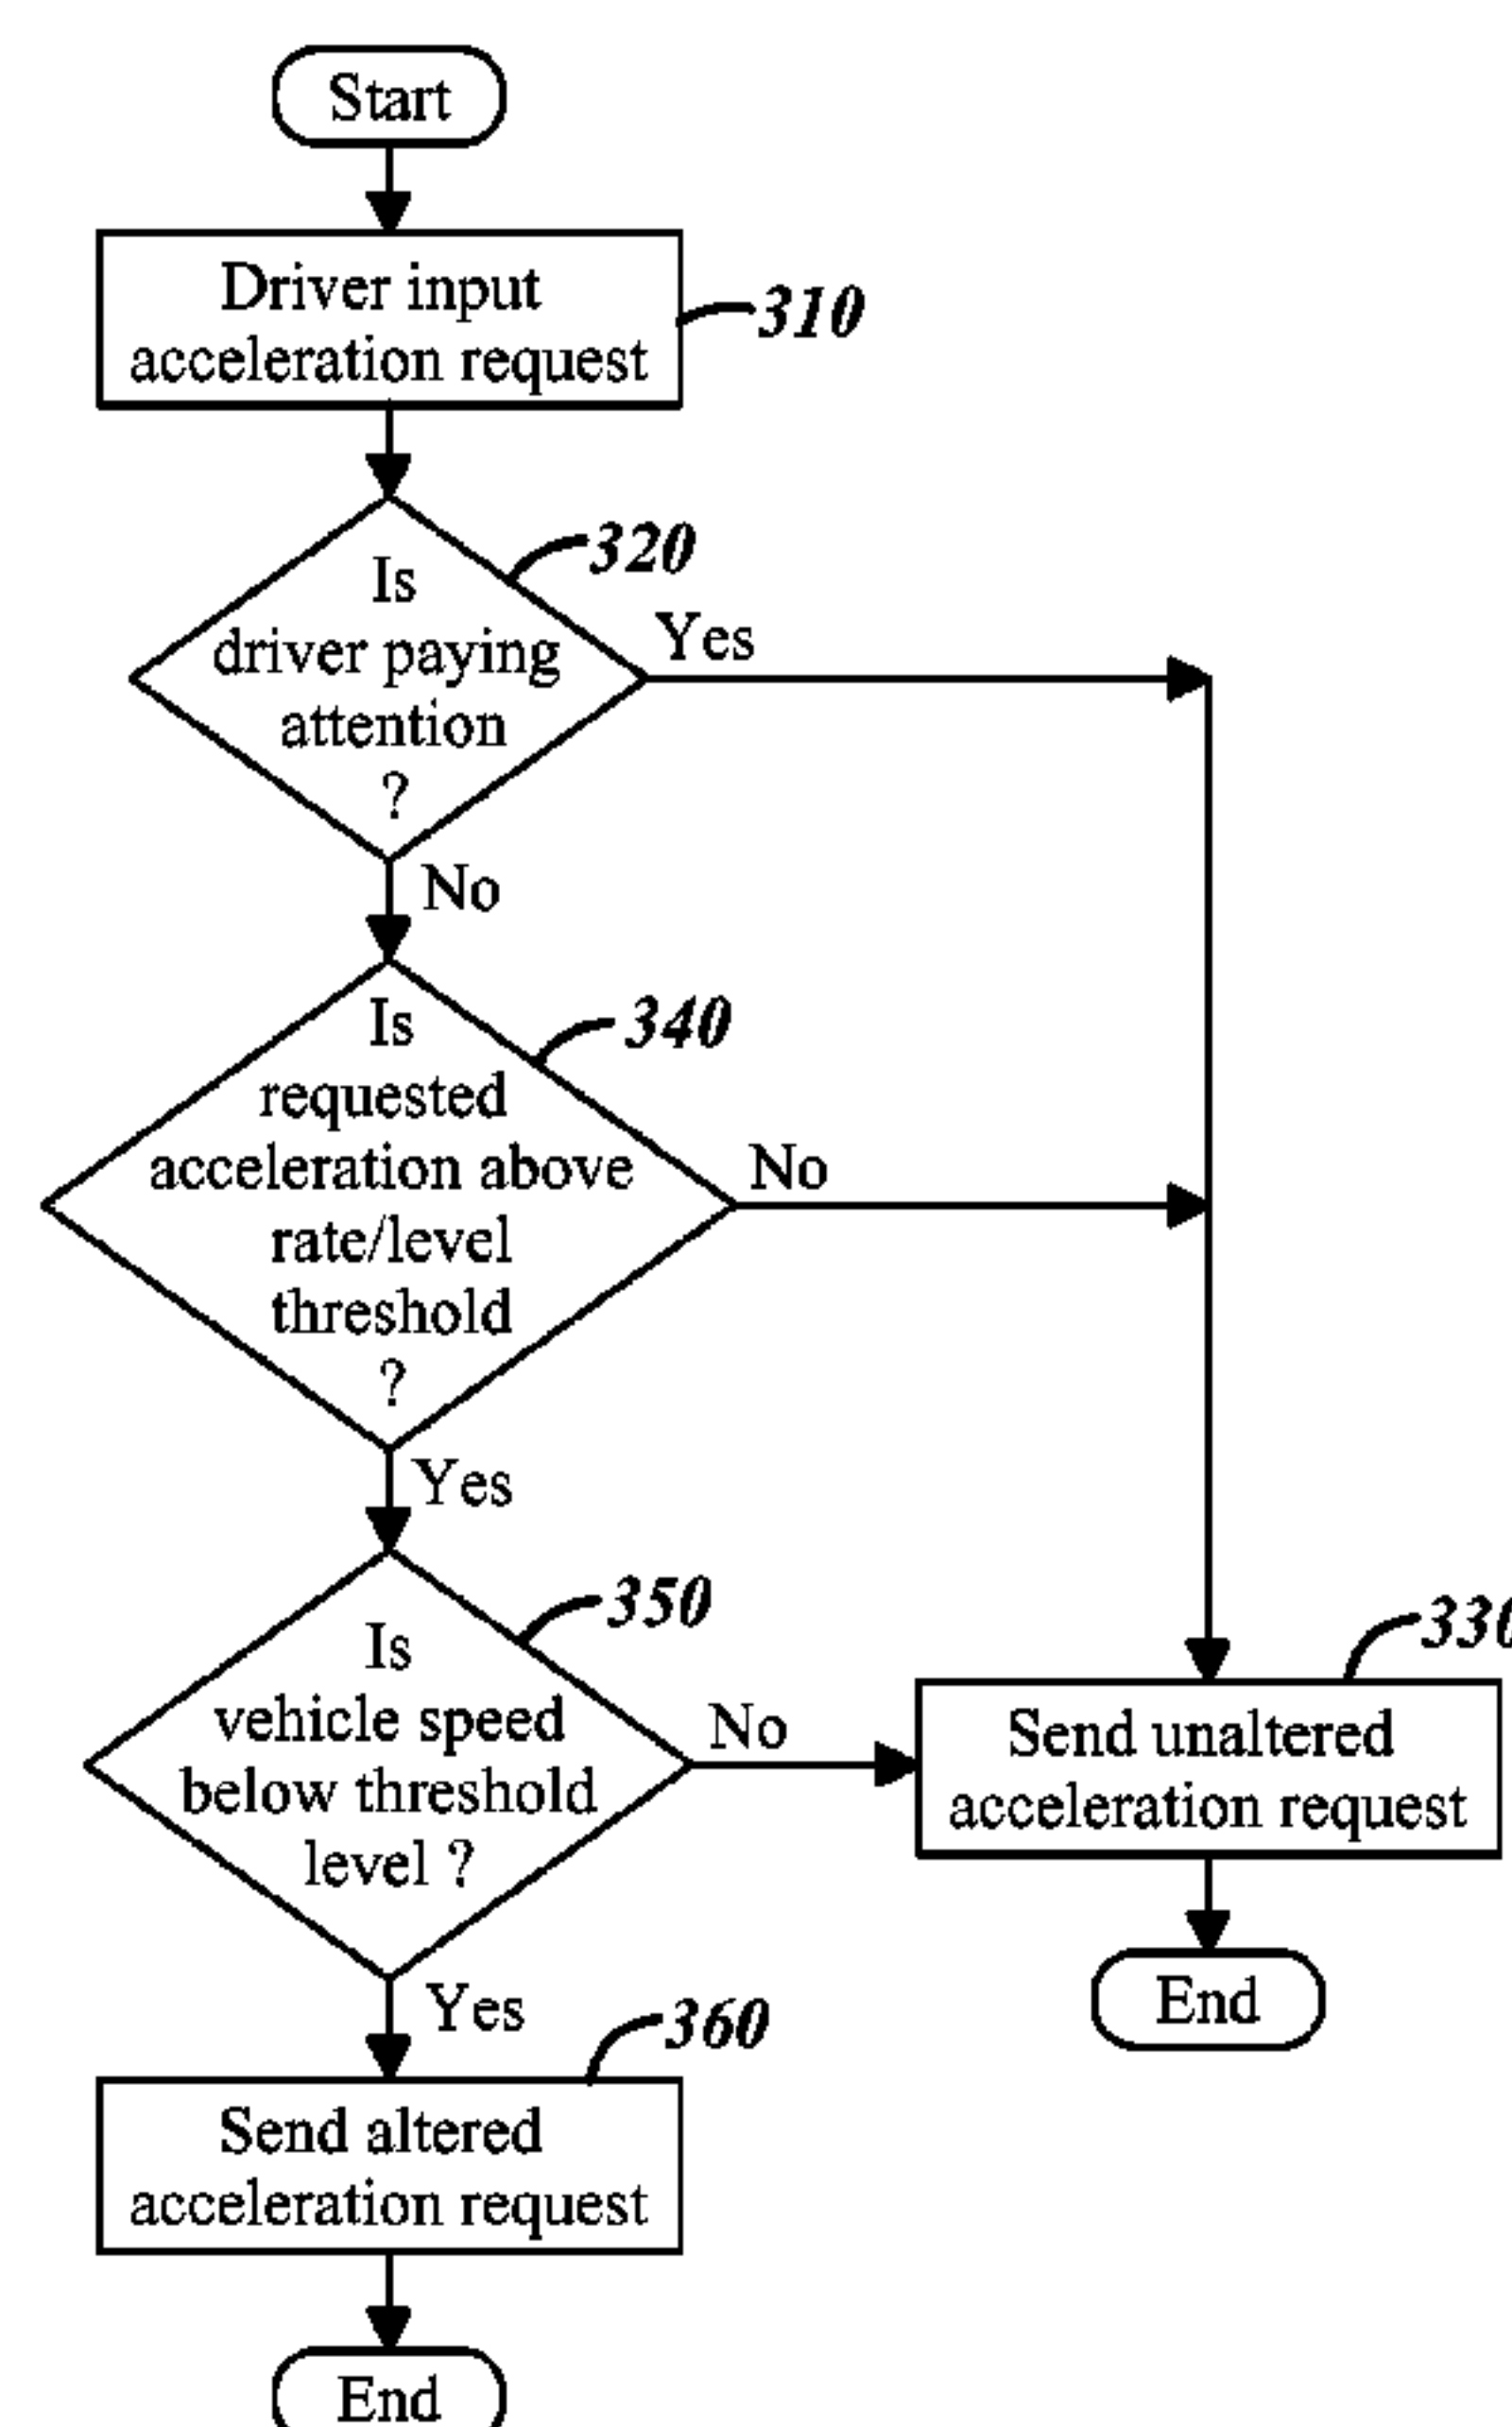 Start
Driver input
acceleration request
310
Is
driver paying
attention
?
320
Yes
No
Is
requested
acceleration above
rate/level
threshold
?
340
No
Yes
Is
vehicle speed
below threshold
level ?
350
No
Yes
330
Send unaltered
acceleration request
End
360
Send altered
acceleration request
End